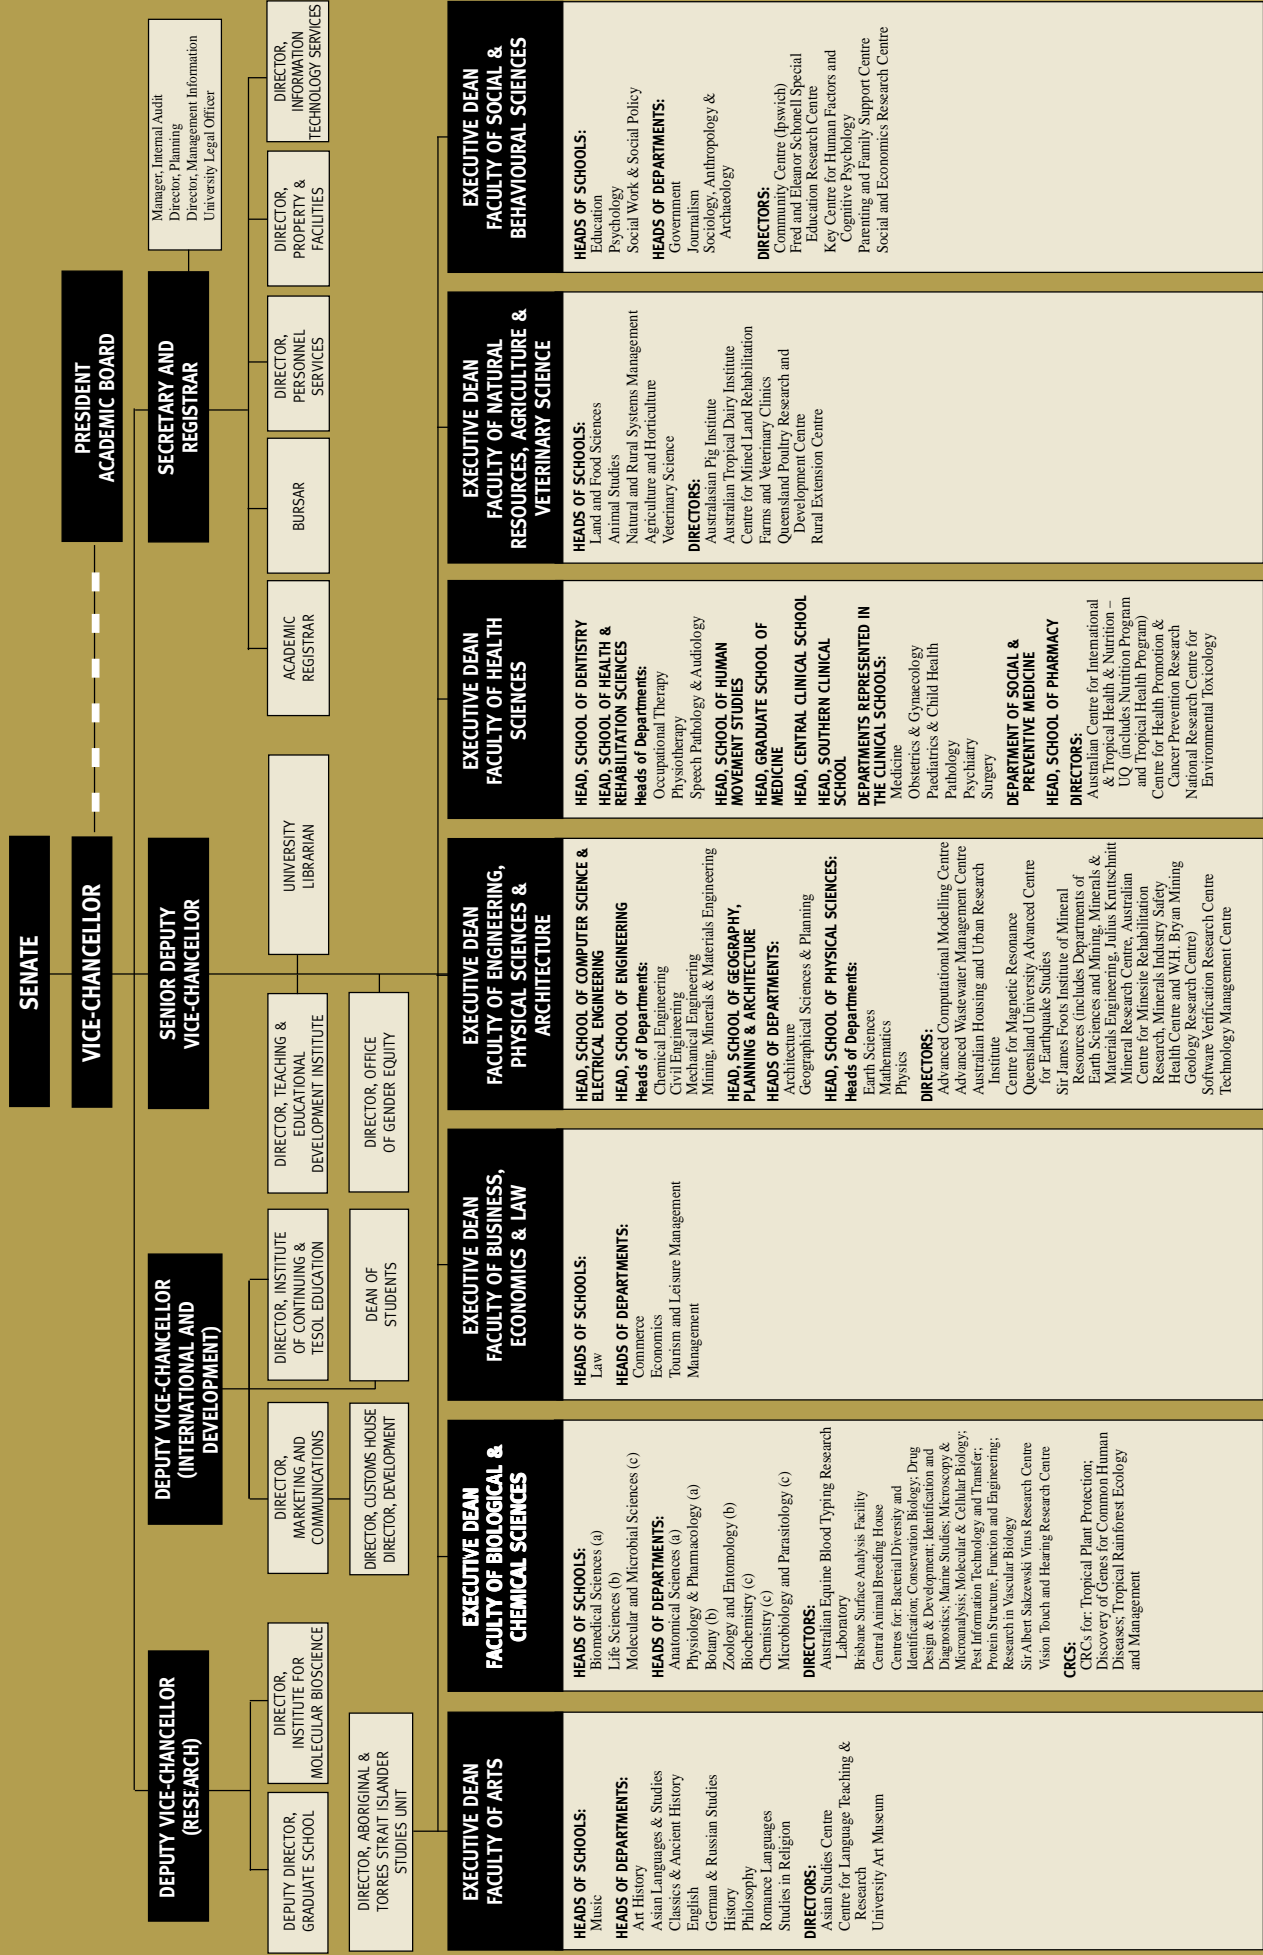 SENATE
VICE-CHANCELLOR
PRESIDENT
ACADEMIC BOARD
DEPUTY VICE-CHANCELLOR
(RESEARCH)
DEPUTY VICE-CHANCELLOR
(INTERNATIONAL AND
DEVELOPMENT)
SENIOR DEPUTY
VICE-CHANCELLOR
SECRETARY AND
REGISTRAR
Manager, Internal Audit
Director, Planning
Director, Management Information
University Legal Officer
DEPUTY DIRECTOR,
GRADUATE SCHOOL
DIRECTOR,
INSTITUTE FOR
MOLECULAR BIOSCIENCE
DIRECTOR,
MARKETING AND
COMMUNICATIONS
DIRECTOR, INSTITUTE
OF CONTINUING &
TESOL EDUCATION
DIRECTOR, TEACHING &
EDUCATIONAL
DEVELOPMENT INSTITUTE
UNIVERSITY
LIBRARIAN
ACADEMIC
REGISTRAR
BURSAR
DIRECTOR,
PERSONNEL
SERVICES
DIRECTOR,
PROPERTY &
FACILITIES
DIRECTOR,
INFORMATION
TECHNOLOGY SERVICES
DIRECTOR, ABORIGINAL &
TORRES STRAIT ISLANDER
STUDIES UNIT
DIRECTOR, CUSTOMS HOUSE
DIRECTOR, DEVELOPMENT
DEAN OF
STUDENTS
DIRECTOR, OFFICE
OF GENDER EQUITY
EXECUTIVE DEAN
FACULTY OF ARTS
HEADS OF SCHOOLS:
Music
HEADS OF DEPARTMENTS:
Art History
Asian Languages & Studies
Classics & Ancient History
English
German & Russian Studies
History
Philosophy
Romance Languages
Studies in Religion
DIRECTORS:
Asian Studies Centre
Centre for Language Teaching &
Research
University Art Museum
EXECUTIVE DEAN
FACULTY OF BIOLOGICAL &
CHEMICAL SCIENCES
HEADS OF SCHOOLS:
Biomedical Sciences (a)
Life Sciences (b)
Molecular and Microbial Sciences (c)
HEADS OF DEPARTMENTS:
Anatomical Sciences (a)
Physiology & Pharmacology (a)
Botany (b)
Zoology and Entomology (b)
Biochemistry (c)
Chemistry (c)
Microbiology and Parasitology (c)
DIRECTORS:
Australian Equine Blood Typing Research
Laboratory
Brisbane Surface Analysis Facility
Central Animal Breeding House
Centres for: Bacterial Diversity and
Identification; Conservation Biology; Drug
Design & Development; Identification and
Diagnostics; Marine Studies; Microscopy &
Microanalysis; Molecular & Cellular Biology;
Pest Information Technology and Transfer;
Protein Structure, Function and Engineering;
Research in Vascular Biology
Sir Albert Sakzewski Virus Research Centre
Vision Touch and Hearing Research Centre
CRCS:
CRCs for: Tropical Plant Protection;
Discovery of Genes for Common Human
Diseases; Tropical Rainforest Ecology
and Management
EXECUTIVE DEAN
FACULTY OF BUSINESS,
ECONOMICS & LAW
HEADS OF SCHOOLS:
Law
HEADS OF DEPARTMENTS:
Commerce
Economics
Tourism and Leisure Management
Management
EXECUTIVE DEAN
FACULTY OF ENGINEERING,
PHYSICAL SCIENCES &
ARCHITECTURE
HEAD, SCHOOL OF COMPUTER SCIENCE &
ELECTRICAL ENGINEERING
HEAD, SCHOOL OF ENGINEERING
Heads of Departments:
Chemical Engineering
Civil Engineering
Mechanical Engineering
Mining, Minerals & Materials Engineering
HEAD, SCHOOL OF GEOGRAPHY,
PLANNING & ARCHITECTURE
HEADS OF DEPARTMENTS:
Architecture
Geographical Sciences & Planning
HEAD, SCHOOL OF PHYSICAL SCIENCES:
Heads of Departments:
Earth Sciences
Mathematics
Physics
DIRECTORS:
Advanced Computational Modelling Centre
Advanced Wastewater Management Centre
Australian Housing and Urban Research
Institute
Centre for Magnetic Resonance
Queensland University Advanced Centre
for Earthquake Studies
Sir James Foots Institute of Mineral
Resources (includes Departments of
Earth Sciences and Mining, Minerals &
Materials Engineering, Julius Kruttschnitt
Mineral Research Centre, Australian
Centre for Minesite Rehabilitation
Research, Minerals Industry Safety
Health Centre and W.H. Bryan Mining
Geology Research Centre)
Software Verification Research Centre
Technology Management Centre
EXECUTIVE DEAN
FACULTY OF HEALTH
SCIENCES
HEAD, SCHOOL OF DENTISTRY
HEAD, SCHOOL OF HEALTH &
REHABILITATION SCIENCES
Heads of Departments:
Occupational Therapy
Physiotherapy
Speech Pathology & Audiology
HEAD, SCHOOL OF HUMAN
MOVEMENT STUDIES
HEAD, GRADUATE SCHOOL OF
MEDICINE
HEAD, CENTRAL CLINICAL SCHOOL
HEAD, SOUTHERN CLINICAL
SCHOOL
DEPARTMENTS REPRESENTED IN
THE CLINICAL SCHOOLS:
Medicine
Obstetrics & Gynaecology
Paediatrics & Child Health
Pathology
Psychiatry
Surgery
DEPARTMENT OF SOCIAL &
PREVENTIVE MEDICINE
HEAD, SCHOOL OF PHARMACY
DIRECTORS:
Australian Centre for International
& Tropical Health & Nutrition –
UQ (includes Nutrition Program
and Tropical Health Program)
Centre for Health Promotion &
Cancer Prevention Research
National Research Centre for
Environmental Toxicology
EXECUTIVE DEAN
FACULTY OF NATURAL
RESOURCES, AGRICULTURE &
VETERINARY SCIENCE
HEADS OF SCHOOLS:
Land and Food Sciences
Animal Studies
Natural and Rural Systems Management
Agriculture and Horticulture
Veterinary Science
DIRECTORS:
Australasian Pig Institute
Australian Tropical Dairy Institute
Centre for Mined Land Rehabilitation
Farms and Veterinary Clinics
Queensland Poultry Research and
Development Centre
Rural Extension Centre
EXECUTIVE DEAN
FACULTY OF SOCIAL &
BEHAVIOURAL SCIENCES
HEADS OF SCHOOLS:
Education
Psychology
Social Work & Social Policy
HEADS OF DEPARTMENTS:
Government
Journalism
Sociology, Anthropology &
Archaeology
DIRECTORS:
Community Centre (Ipswich)
Fred and Eleanor Schonell Special
Education Research Centre
Key Centre for Human Factors and
Cognitive Psychology
Parenting and Family Support Centre
Social and Economics Research Centre